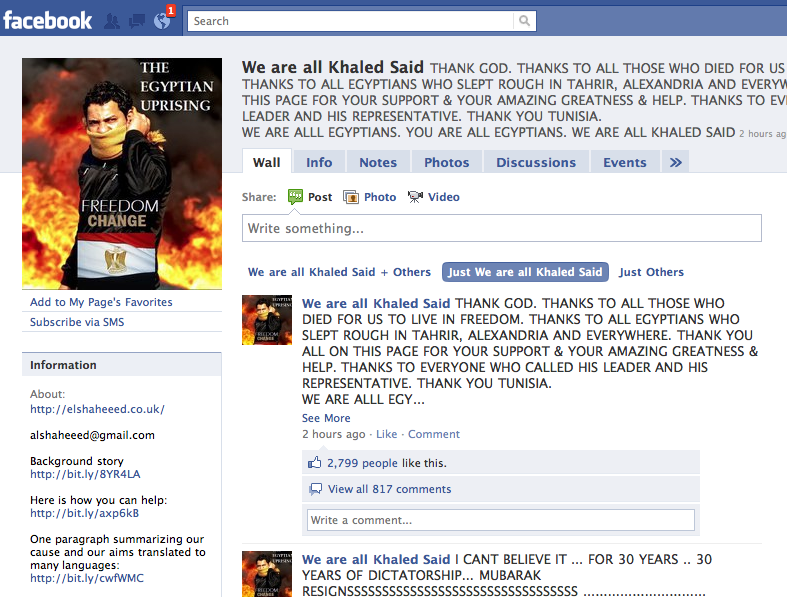 facebook
1
Search
THE
EGYPTIAN
UPRISING
FREEDOM
CHANGE
Add to My Page's Favorites
Subscribe via SMS
Information
About:
http://elshaheeed.co.uk/
alshaheeed@gmail.com
Background story
http://bit.ly/8YR4LA
Here is how you can help:
http://bit.ly/axp6kB
One paragraph summarizing our
cause and our aims translated to
many languages:
http://bit.ly/cwfWMC
We are all Khaled Said THANK GOD. THANKS TO ALL THOSE WHO DIED FOR US
THANKS TO ALL EGYPTIANS WHO SLEPT ROUGH IN TAHRIR, ALEXANDRIA AND EVERYW
THIS PAGE FOR YOUR SUPPORT & YOUR AMAZING GREATNESS & HELP. THANKS TO EV
LEADER AND HIS REPRESENTATIVE. THANK YOU TUNISIA.
WE ARE ALLL EGYPTIANS. YOU ARE ALL EGYPTIANS. WE ARE ALL KHALED SAID 2 hours ag
Wall Info Notes Photos Discussions Events »
Share: Post Photo Video
Write something...
We are all Khaled Said + Others Just We are all Khaled Said Just Others
We are all Khaled Said THANK GOD. THANKS TO ALL THOSE WHO
DIED FOR US TO LIVE IN FREEDOM. THANKS TO ALL EGYPTIANS WHO
SLEPT ROUGH IN TAHRIR, ALEXANDRIA AND EVERYWHERE. THANK YOU
ALL ON THIS PAGE FOR YOUR SUPPORT & YOUR AMAZING GREATNESS &
HELP. THANKS TO EVERYONE WHO CALLED HIS LEADER AND HIS
REPRESENTATIVE. THANK YOU TUNISIA.
WE ARE ALLL EGY...
See More
2 hours ago · Like · Comment
2,799 people like this.
View all 817 comments
Write a comment...
We are all Khaled Said I CANT BELIEVE IT ... FOR 30 YEARS .. 30
YEARS OF DICTATORSHIP... MUBARAK
RESIGNSSSSSSSSSSSSSSSSSSSSSSSSSSSSSSSS ............................